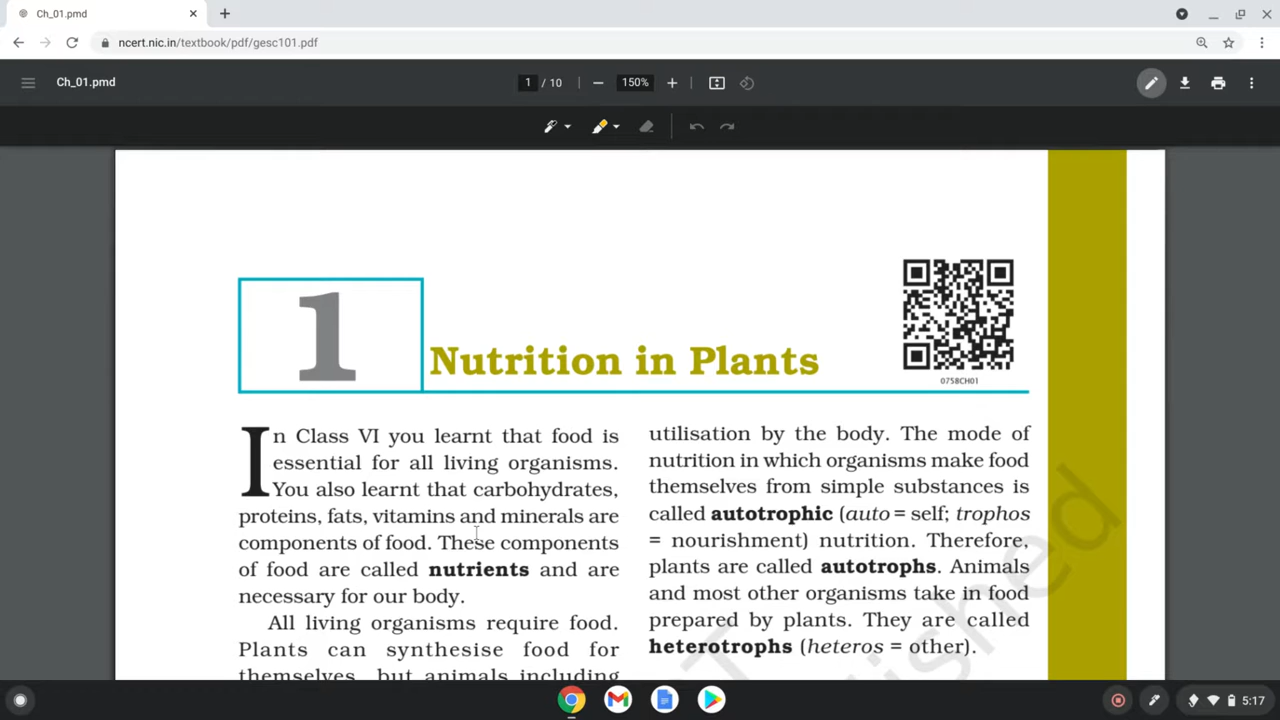 Ch_01.pmd
ncert.nic.in/textbook/pdf/gesc101.pdf
Ch_01.pmd
1 / 10
150%
1
Nutrition in Plants
0758CH01
In Class VI you learnt that food is
essential for all living organisms.
You also learnt that carbohydrates,
proteins, fats, vitamins and minerals are
components of food. These components
of food are called nutrients and are
necessary for our body.
All living organisms require food.
Plants can synthesise food for
themselves but animals including
utilisation by the body. The mode of
nutrition in which organisms make food
themselves from simple substances is
called autotrophic (auto = self; trophos
= nourishment) nutrition. Therefore,
plants are called autotrophs. Animals
and most other organisms take in food
prepared by plants. They are called
heterotrophs (heteros = other).
5:17